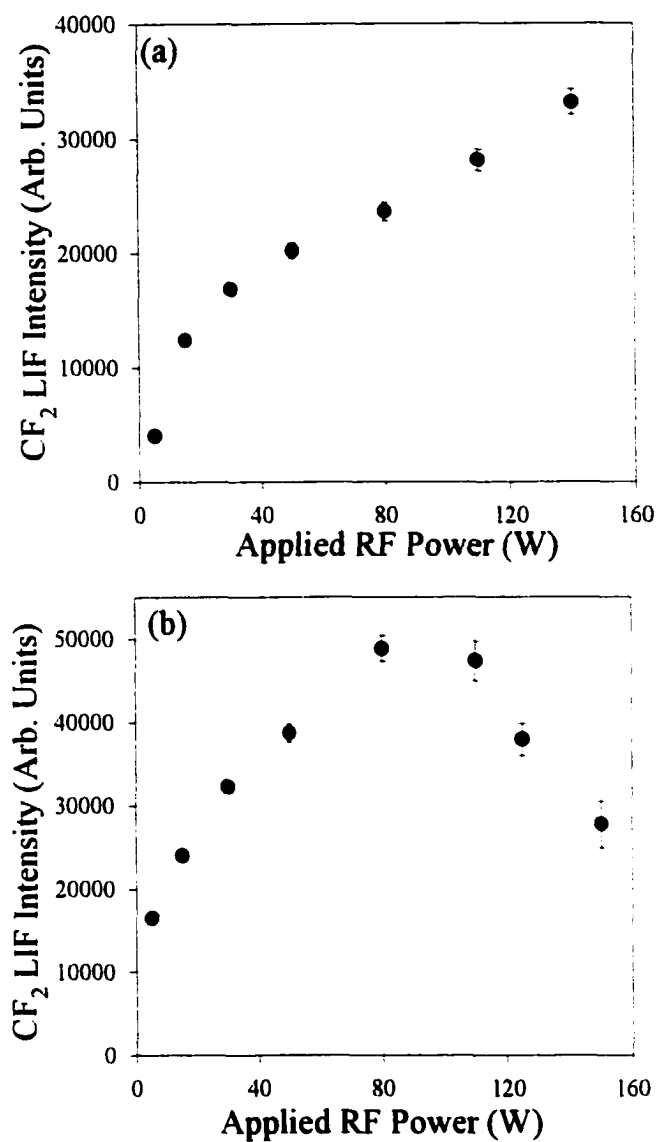 (a)
CF2 LIF Intensity (Arb. Units)
40000
30000
20000
10000
0
0 40 80 120 160
Applied RF Power (W)
(b)
CF2 LIF Intensity (Arb. Units)
50000
40000
30000
20000
10000
0
0 40 80 120 160
Applied RF Power (W)